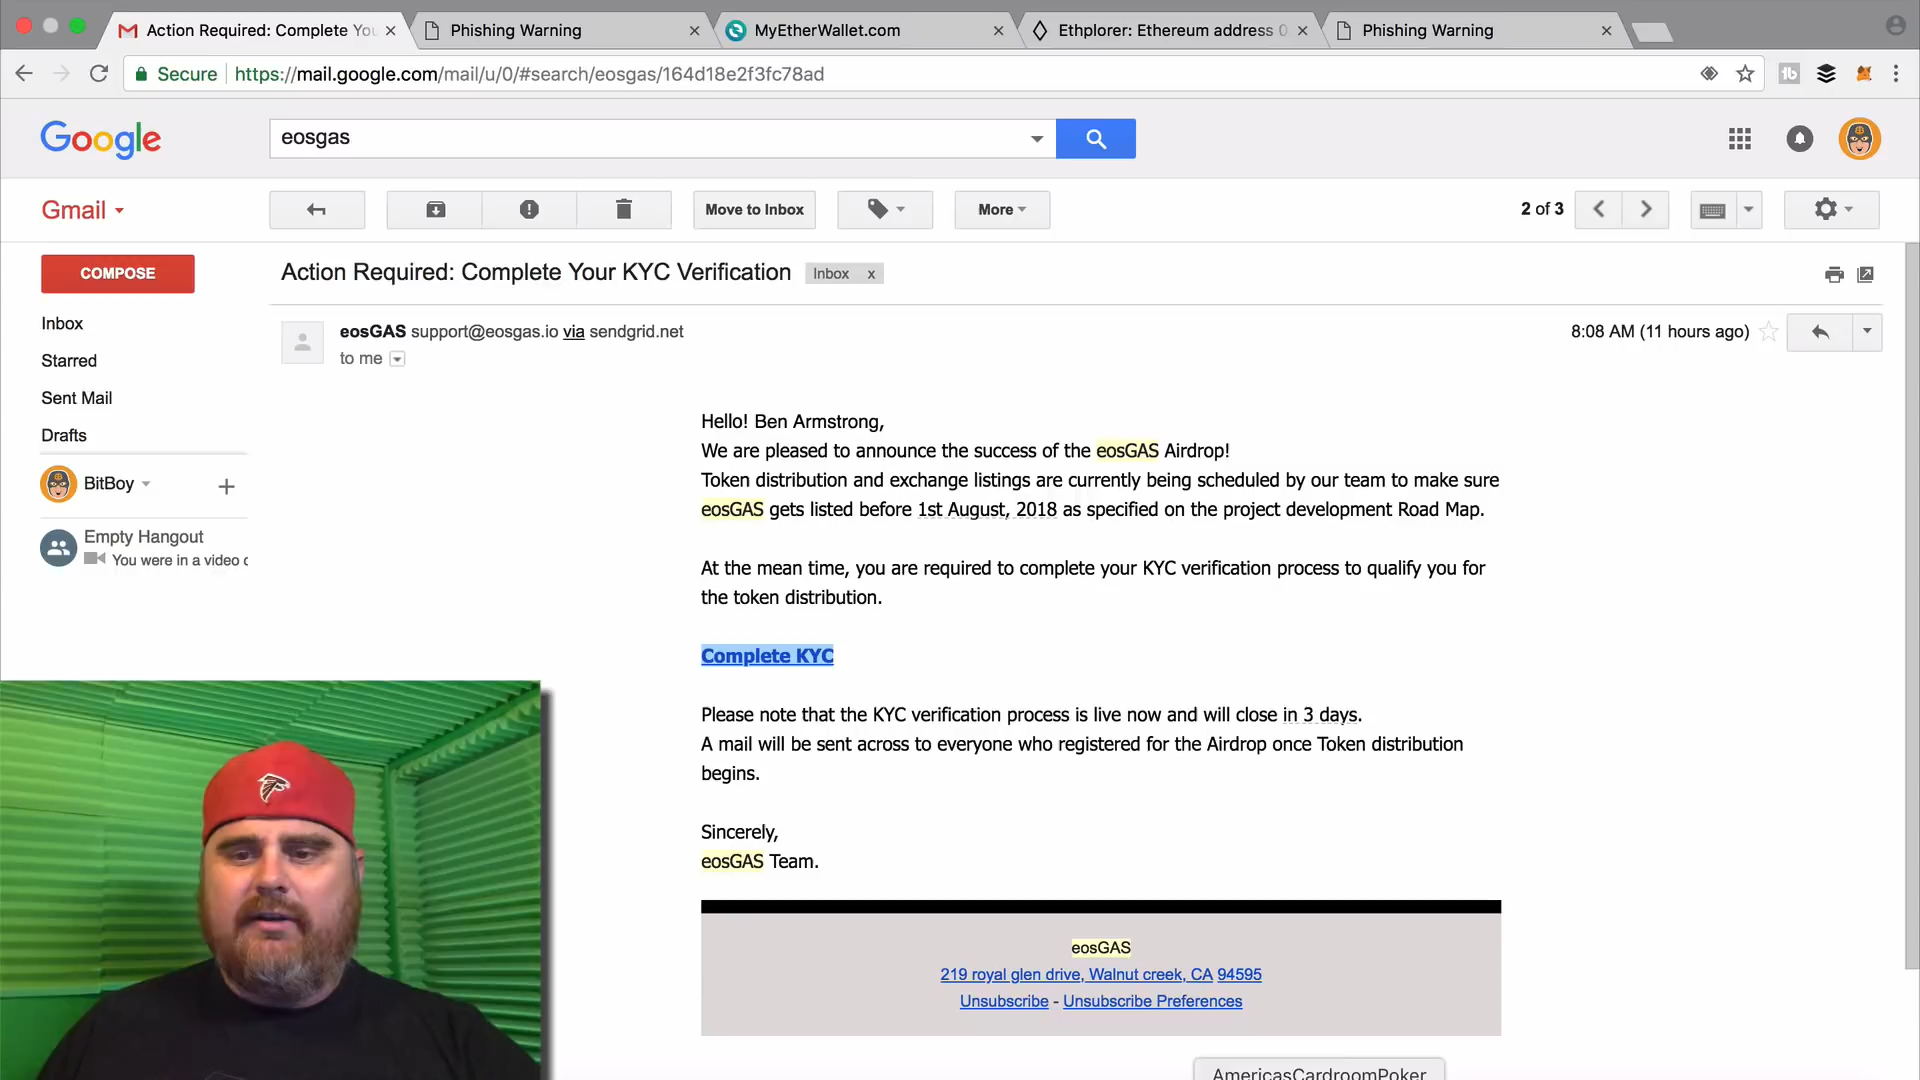 Action Required: Complete You
Phishing Warning
MyEtherWallet.com
Ethplorer: Ethereum address 0
Phishing Warning
Secure https://mail.google.com/mail/u/0/#search/eosgas/164d18e2f3fc78ad
Google
eosgas
Gmail
Move to Inbox
More
2 of 3
COMPOSE
Action Required: Complete Your KYC Verification
Inbox x
Inbox
Starred
Sent Mail
Drafts
BitBoy
Empty Hangout
You were in a video c
eosGAS support@eosgas.io via sendgrid.net
8:08 AM (11 hours ago)
to me
Hello! Ben Armstrong,
We are pleased to announce the success of the eosGAS Airdrop!
Token distribution and exchange listings are currently being scheduled by our team to make sure
eosGAS gets listed before 1st August, 2018 as specified on the project development Road Map.
At the mean time, you are required to complete your KYC verification process to qualify you for
the token distribution.
Complete KYC
Please note that the KYC verification process is live now and will close in 3 days.
A mail will be sent across to everyone who registered for the Airdrop once Token distribution
begins.
Sincerely,
eosGAS Team.
eosGAS
219 royal glen drive, Walnut creek, CA 94595
Unsubscribe - Unsubscribe Preferences
AmericasCardroomPoker